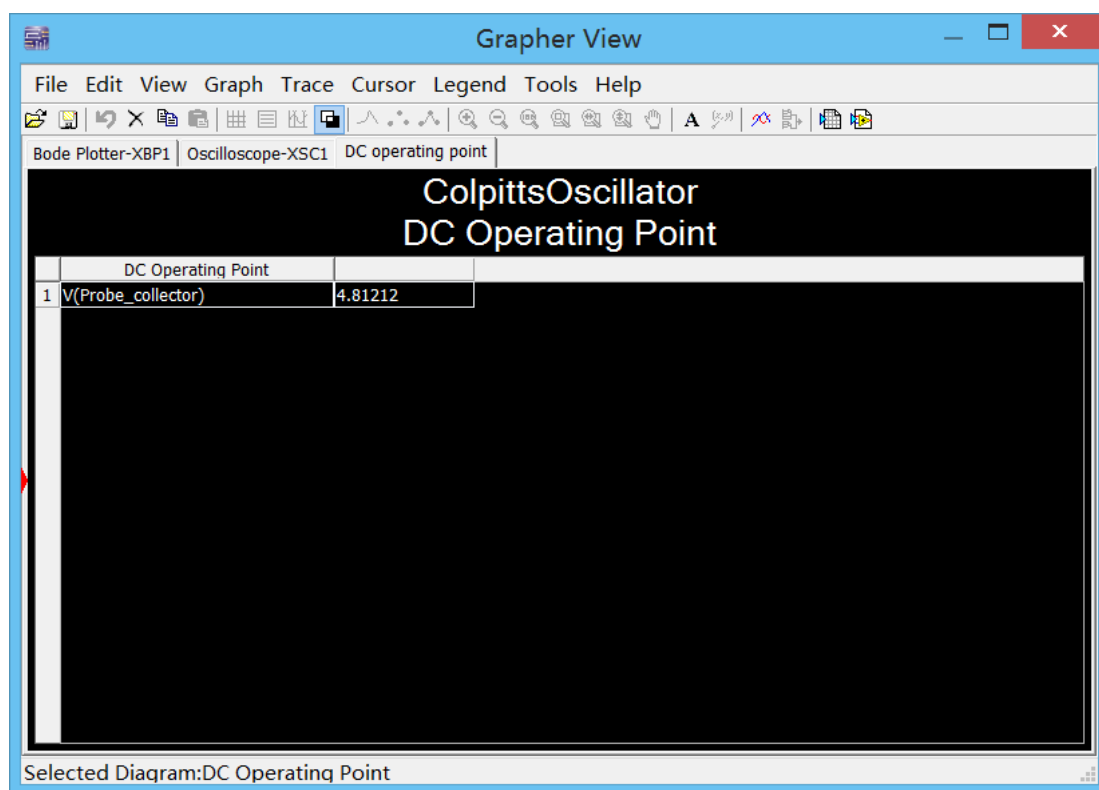 Grapher View
File Edit View Graph Trace Cursor Legend Tools Help
Bode Plotter-XBP1 Oscilloscope-XSC1 DC operating point
ColpittsOscillator
DC Operating Point
DC Operating Point
1 V(Probe_collector) 4.81212
Selected Diagram:DC Operating Point